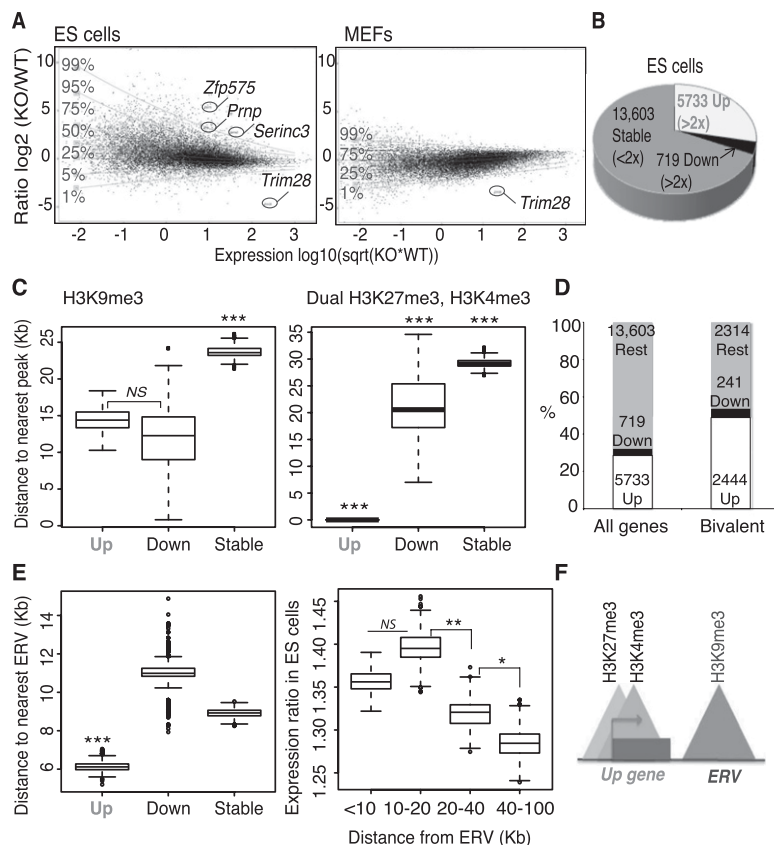 A
ES cells
MEFs
Ratio log2 (KO/WT)
10
5
0
-5
99%
95%
75%
50%
25%
5%
1%
Zfp575
Prnp
Serinc3
Trim28
-2 -1 0 1 2 3
10
5
0
-5
99%
75%
25%
1%
Trim28
-2 -1 0 1 2 3
Expression log10(sqrt(KO*WT))
B
ES cells
5733 Up
(>2x)
13,603
Stable
(<2x)
719 Down
(>2x)
C
H3K9me3
Distance to nearest peak (Kb)
25
20
15
10
5
0
NS
***
Up Down Stable
Dual H3K27me3, H3K4me3
35
30
25
20
15
10
5
0
***
***
***
Up Down Stable
D
%
100
80
60
40
20
0
13,603
Rest
719
Down
5733
Up
2314
Rest
241
Down
2444
Up
All genes Bivalent
E
Distance to nearest ERV (Kb)
14
12
10
8
6
***
Up Down Stable
Expression ratio in ES cells
1.45
1.40
1.35
1.30
1.25
NS
**
*
<10 10-20 20-40 40-100
Distance from ERV (Kb)
F
H3K27me3
H3K4me3
H3K9me3
Up gene
ERV